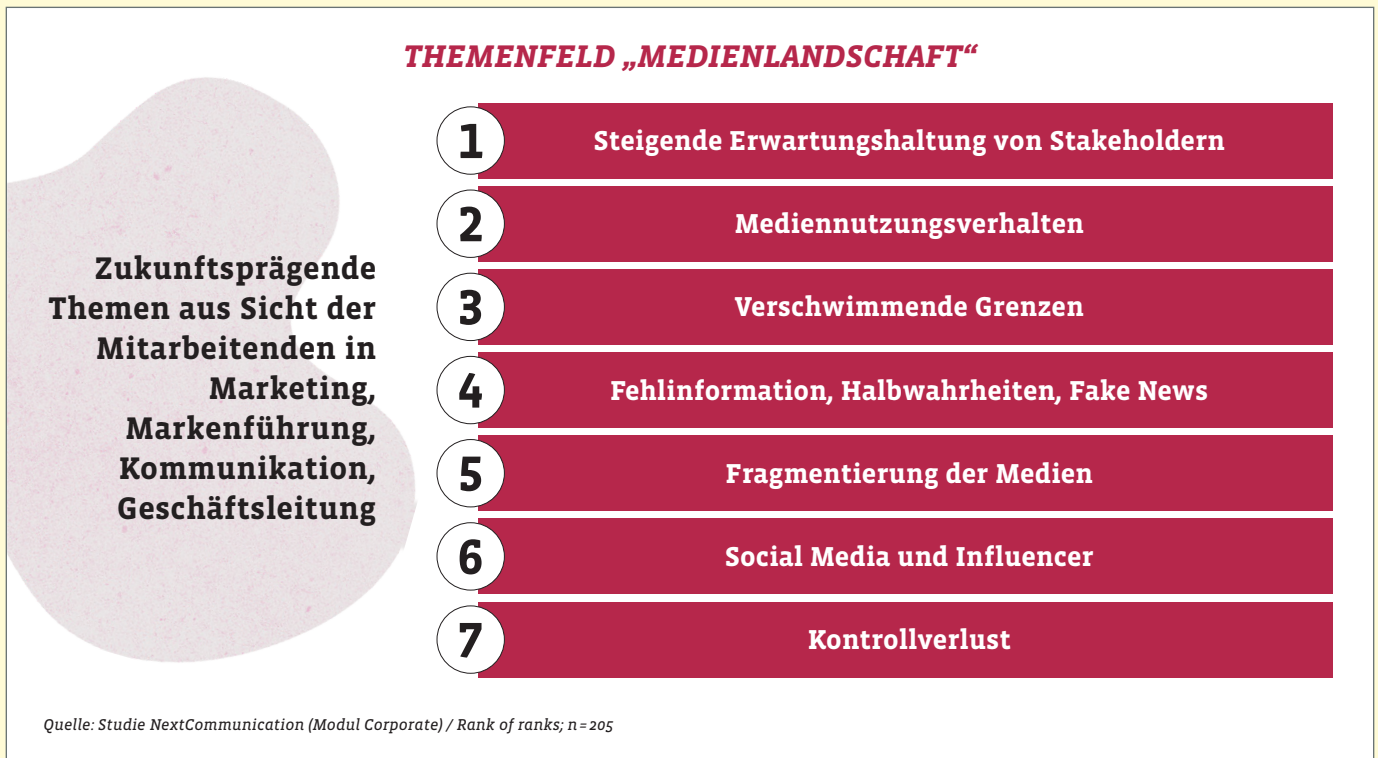 THEMENFELD „MEDIENLANDSCHAFT“
Zukunftsprägende
Themen aus Sicht der
Mitarbeitenden in
Marketing,
Markenführung,
Kommunikation,
Geschäftsleitung
1
Steigende Erwartungshaltung von Stakeholdern
2
Mediennutzungsverhalten
3
Verschwimmende Grenzen
4
Fehlinformation, Halbwahrheiten, Fake News
5
Fragmentierung der Medien
6
Social Media und Influencer
7
Kontrollverlust
Quelle: Studie NextCommunication (Modul Corporate) / Rank of ranks; n = 205